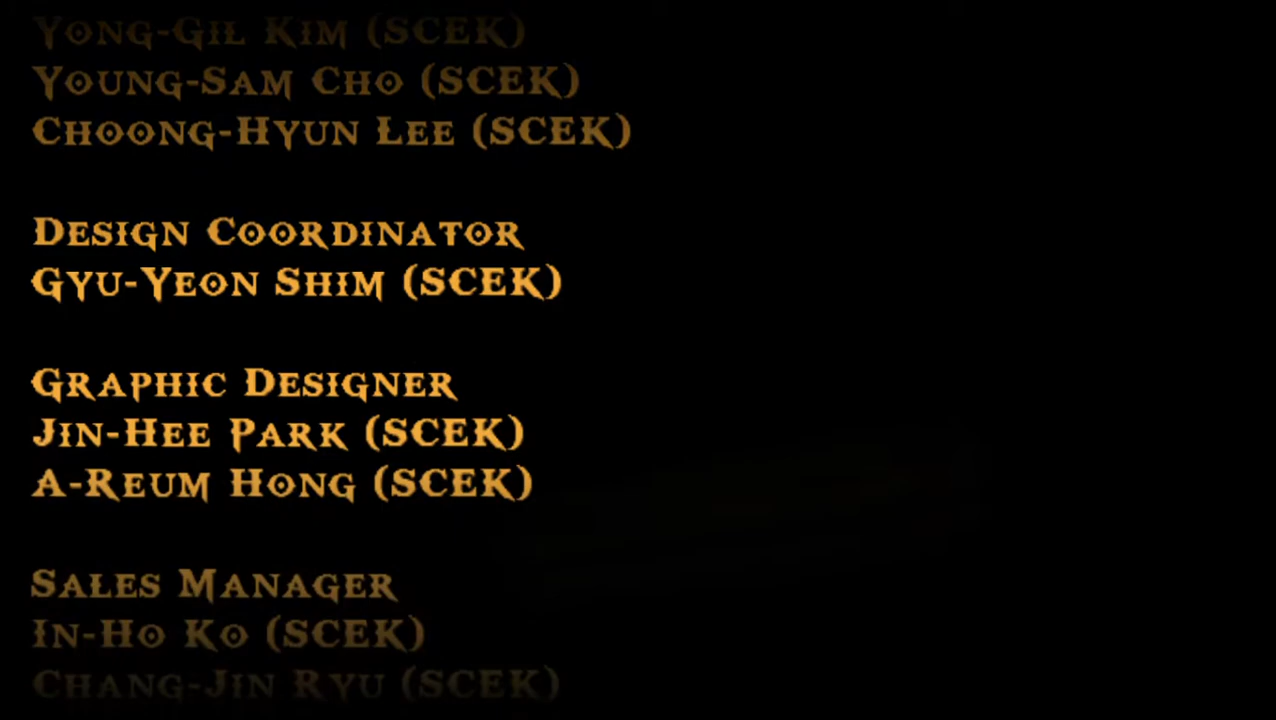 Yong-Gil Kim (SCEK)
Young-Sam Cho (SCEK)
Choong-Hyun Lee (SCEK)
Design Coordinator
Gyu-Yeon Shim (SCEK)
Graphic Designer
Jin-Hee Park (SCEK)
A-Reum Hong (SCEK)
Sales Manager
In-Ho Ko (SCEK)
Chang-Jin Ryu (SCEK)